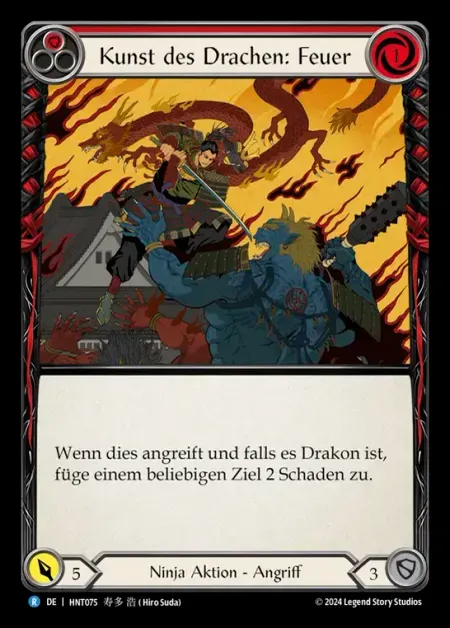 Kunst des Drachen: Feuer
1
Wenn dies angreift und falls es Drakon ist,
füge einem beliebigen Ziel 2 Schaden zu.
5
Ninja Aktion - Angriff
3
R DE | HNT075 寿多 浩 ( Hiro Suda)
© 2024 Legend Story Studios